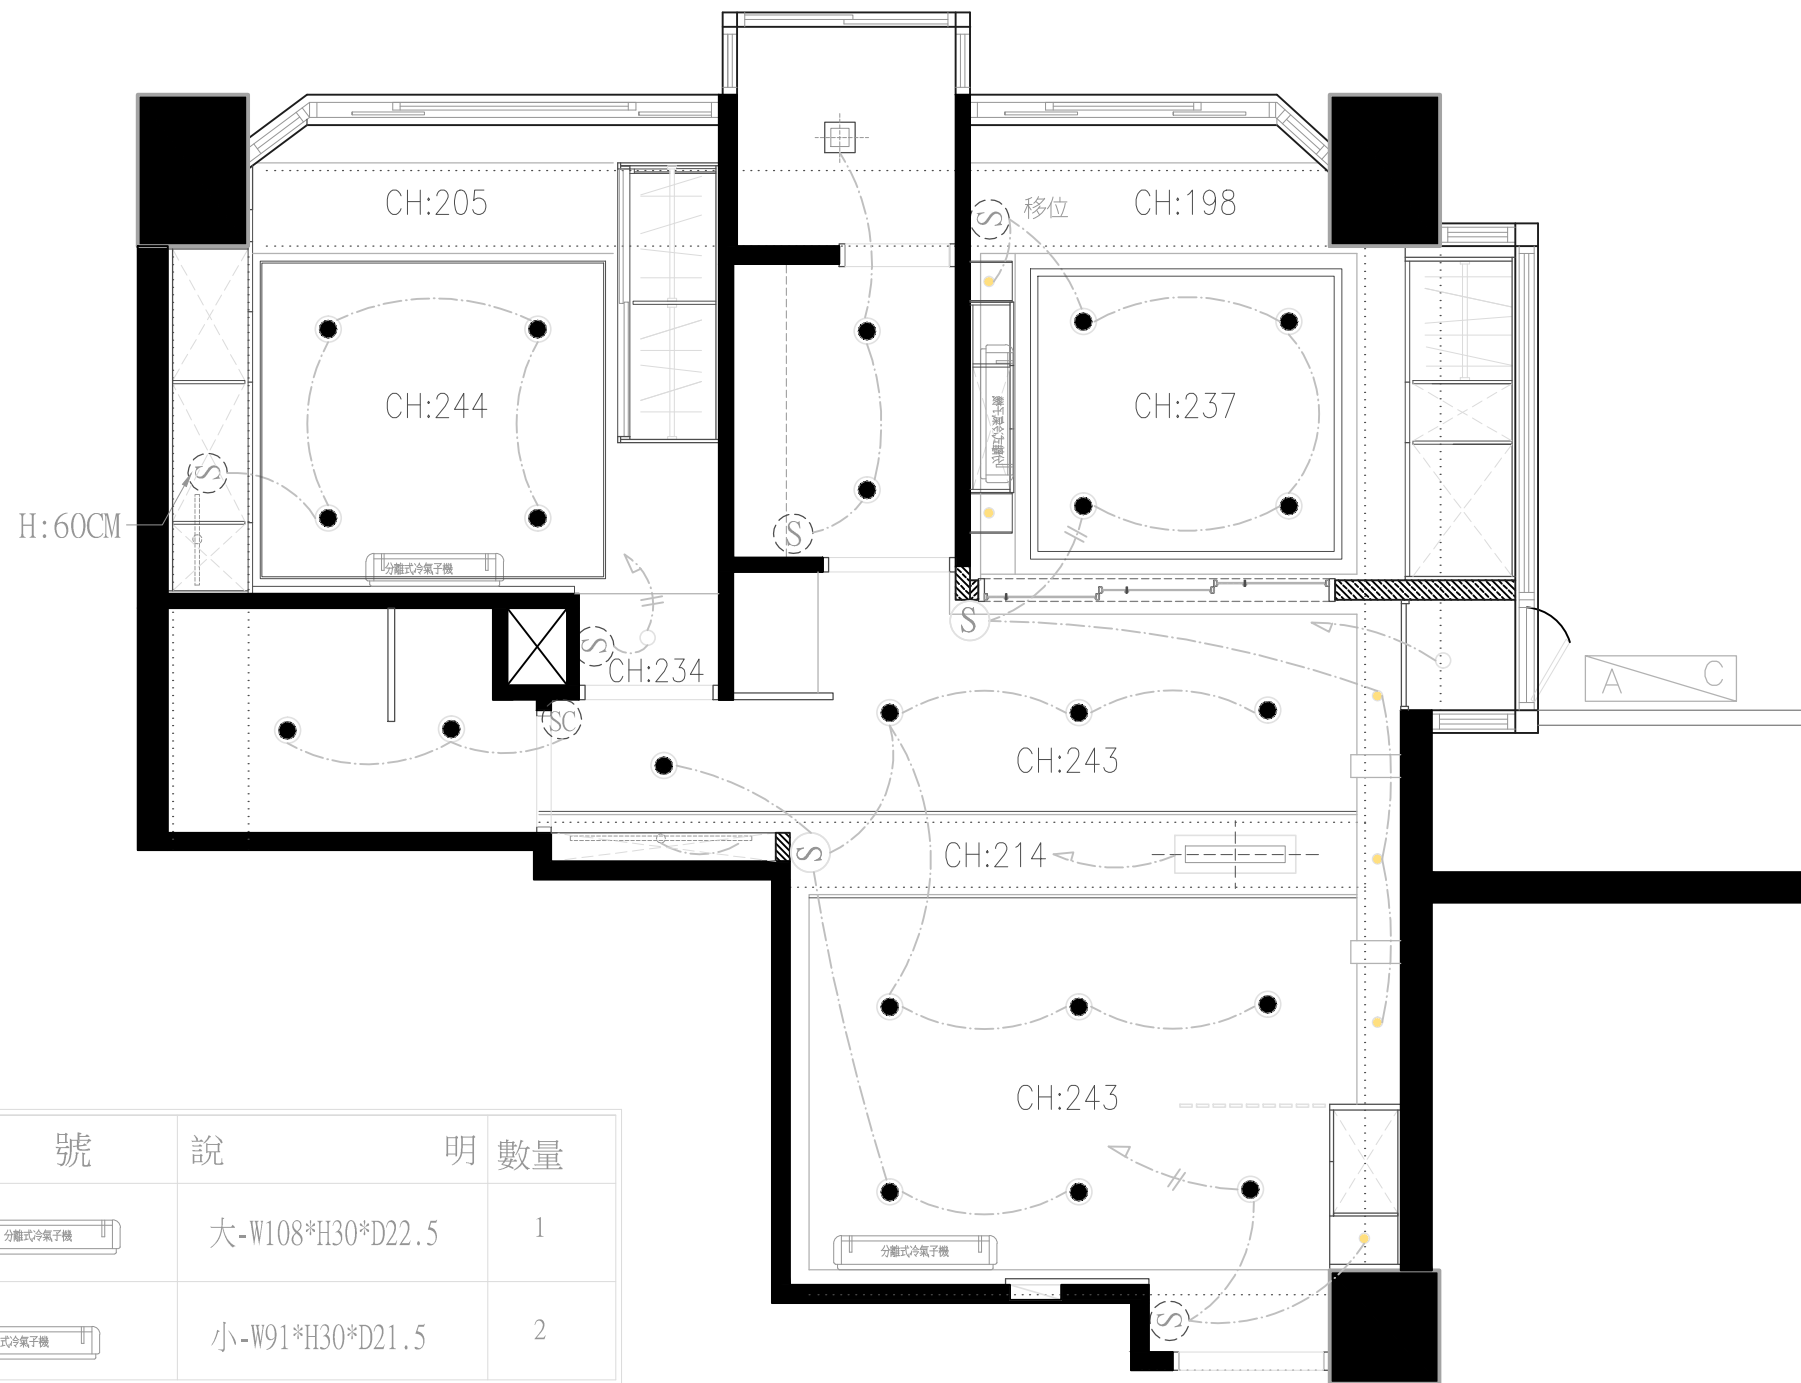 CH:205
S 移位
CH:198
CH:244
CH:237
S
H:60CM
S
分離式冷氣子機
S
S
CH:234
A C
SC
CH:243
S
CH:214
CH:243
號 說 明 數量
分離式冷氣子機 大-W108*H30*D22.5 1
分離式冷氣子機
S
式冷氣子機 小-W91*H30*D21.5 2